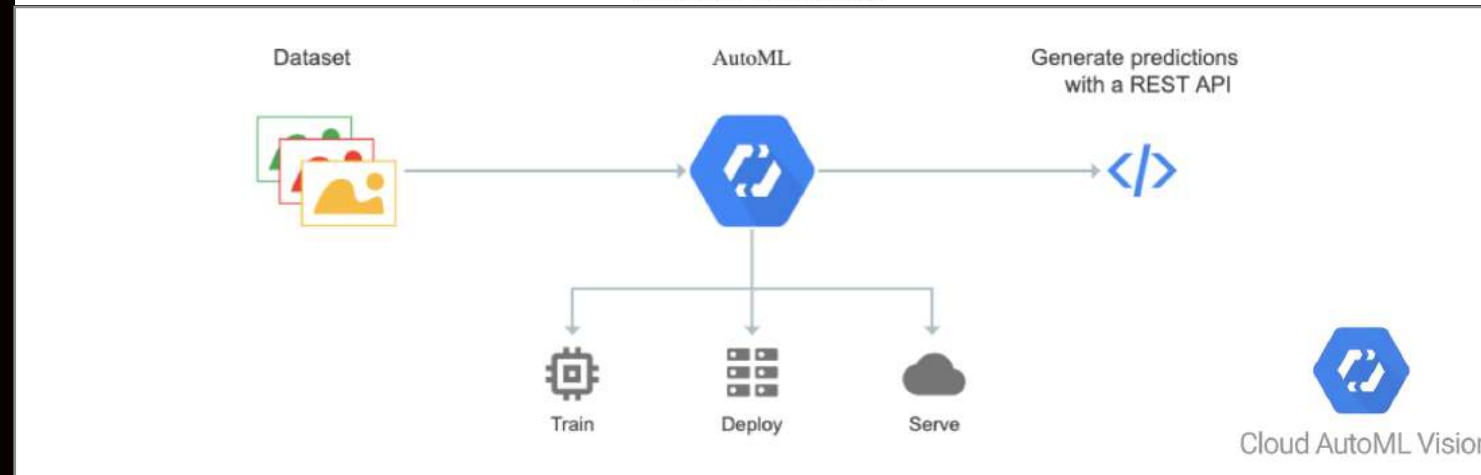 Dataset
AutoML
Generate predictions
with a REST API
Train
Deploy
Serve
Cloud AutoML Vision